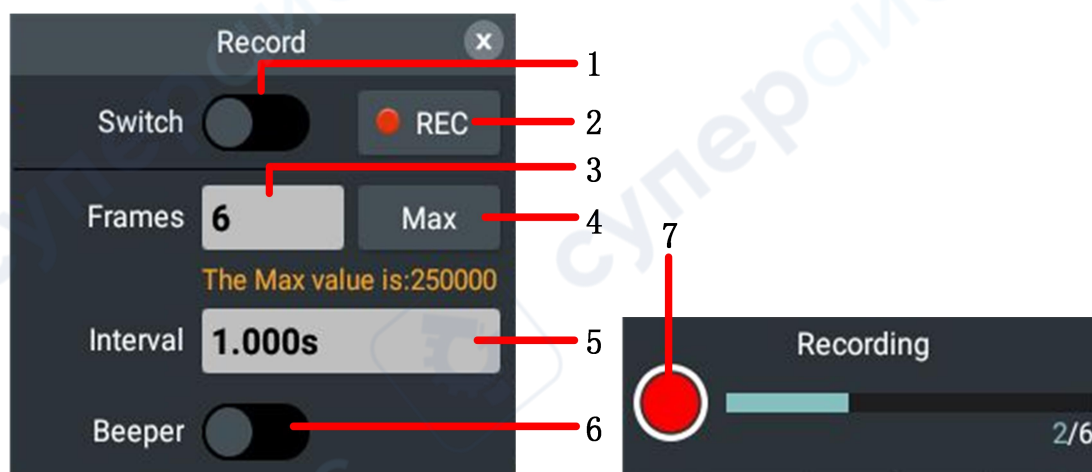 Record x
1
Switch REC
2
3
Frames 6 Max
4
7
The Max value is:250000
Interval 1.000s
5
Recording
Beeper
6
2/6
супер